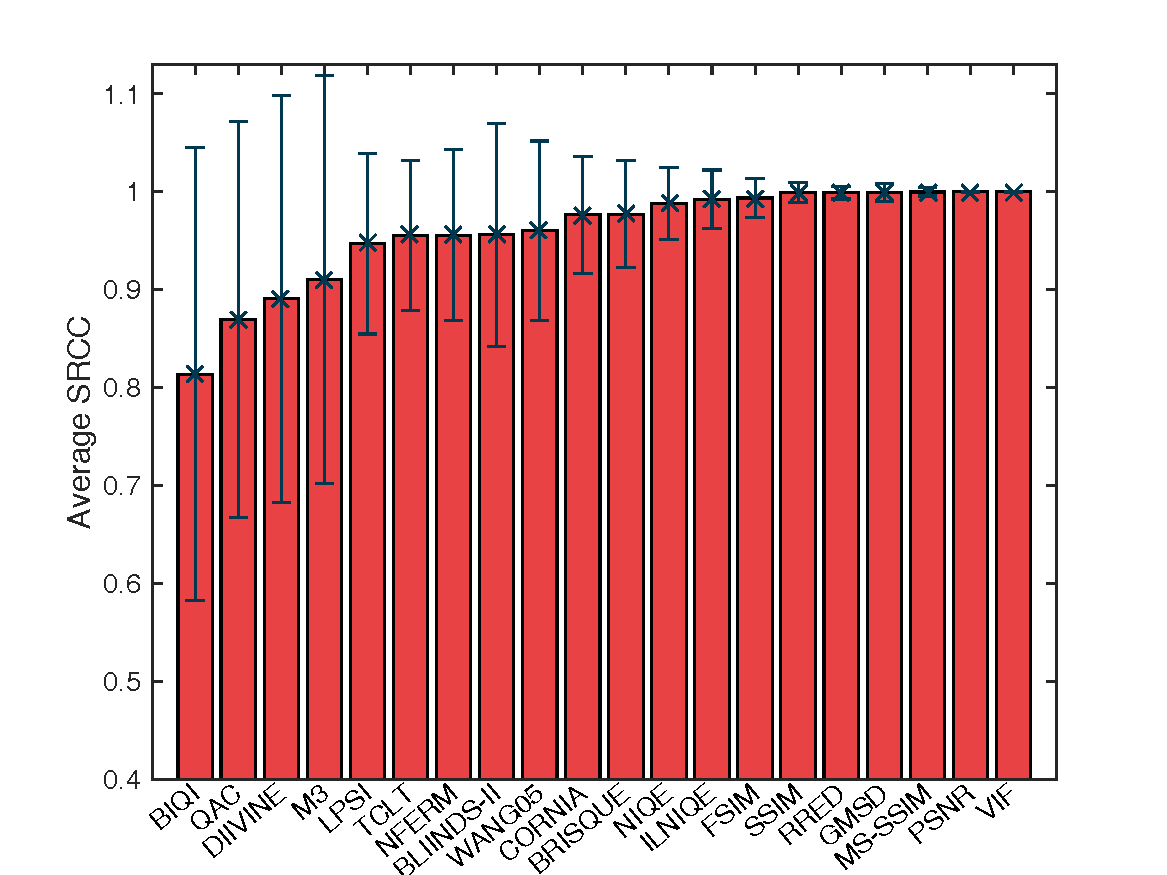 1.1
1
0.9
0.8
0.7
0.6
0.5
0.4
Average SRCC
BIQI
QAC
DIIVINE
M3
LPSI
TCLT
NFERM
BLIINDS-II
WANG05
CORNIA
BRISQUE
NIQE
ILNIQE
FSIM
SSIM
RRED
GMSD
MS-SSIM
PSNR
VIF